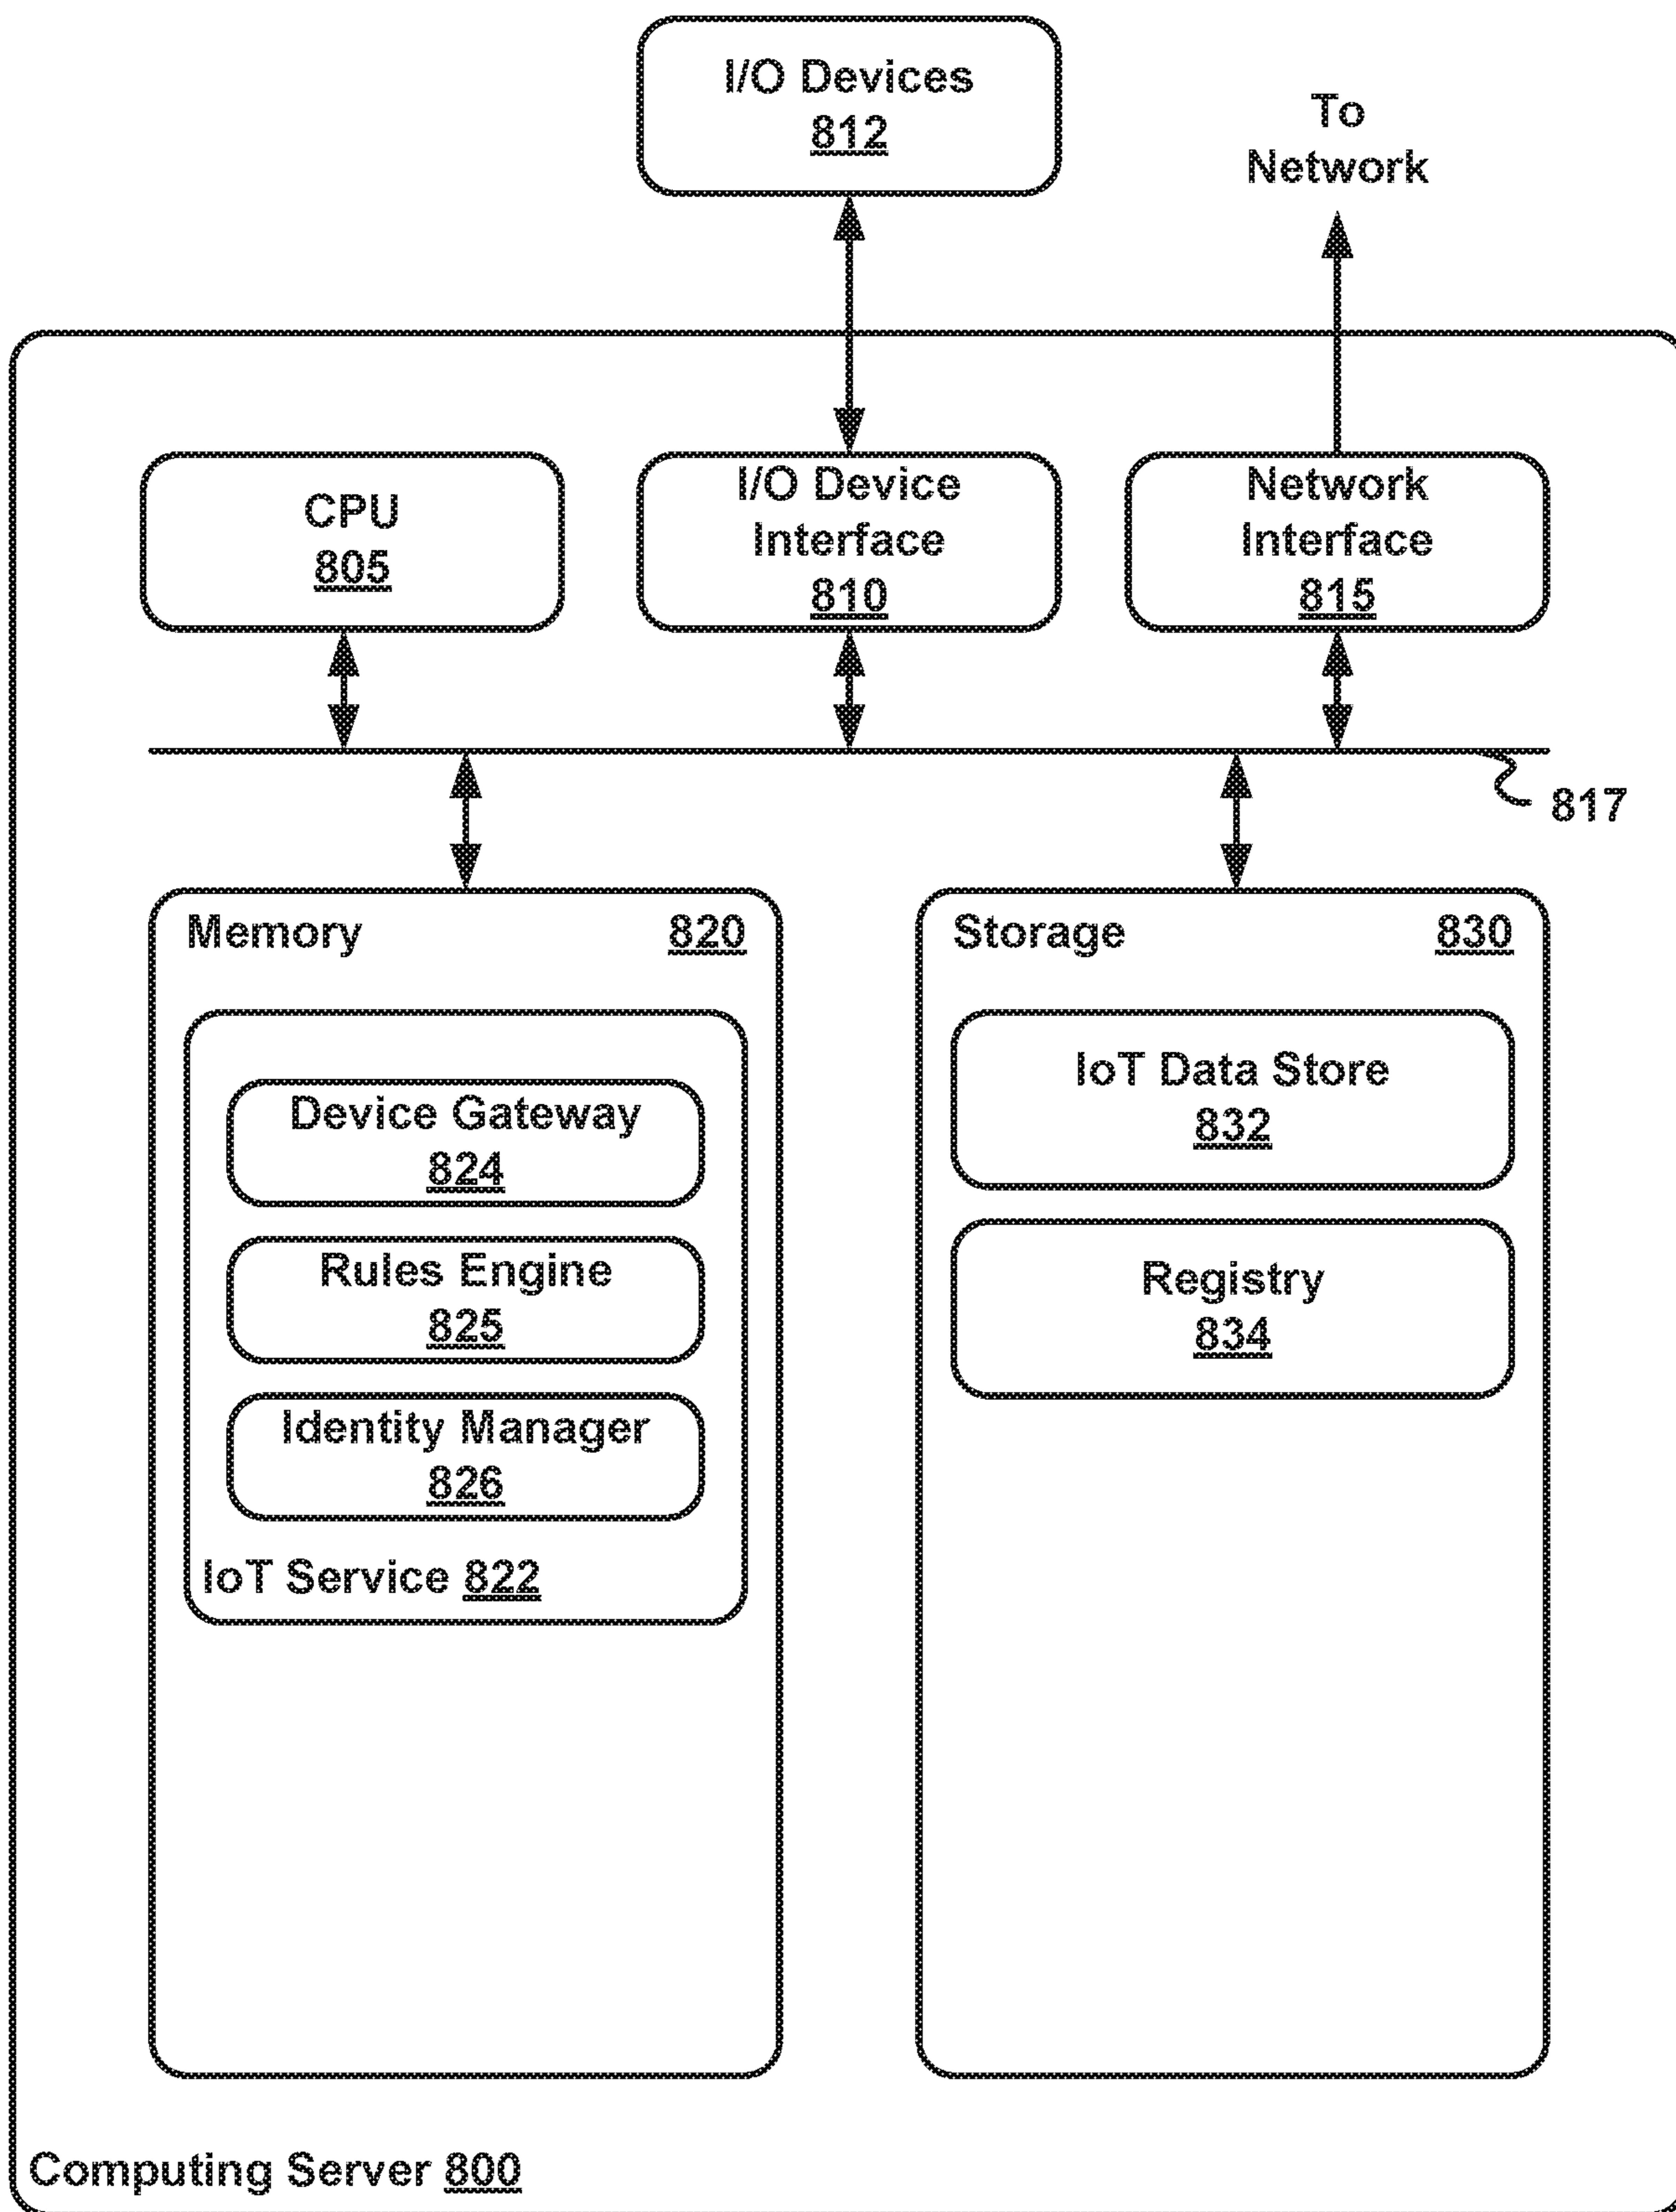 I/O Devices
812
To
Network
CPU
805
I/O Device
Interface
810
Network
Interface
815
817
Memory 820
Device Gateway
824
Rules Engine
825
Identity Manager
826
IoT Service 822
Storage 830
IoT Data Store
832
Registry
834
Computing Server 800